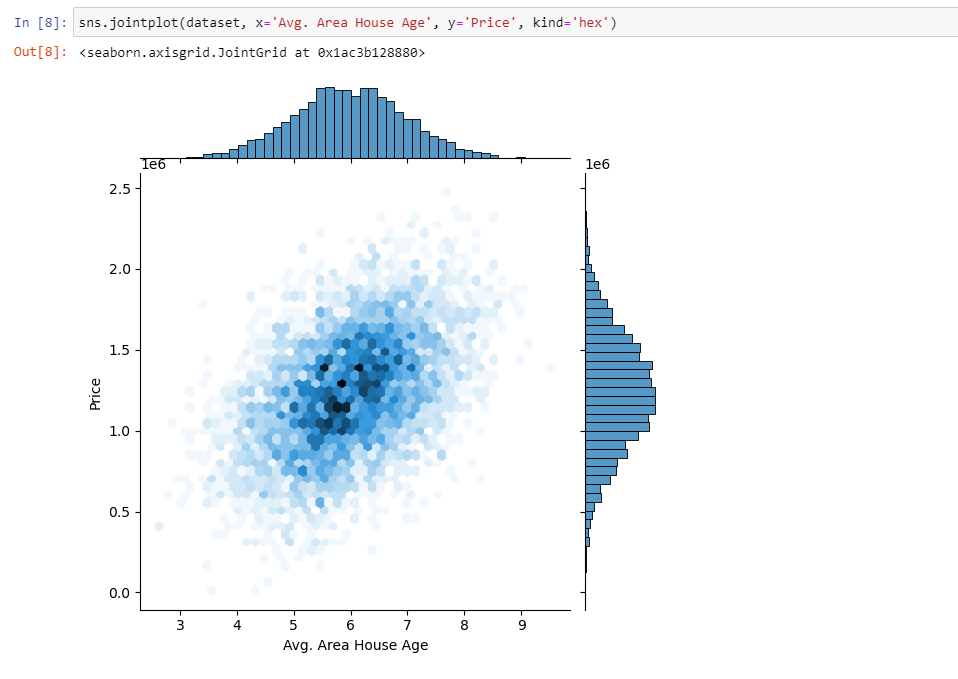 In [8]: sns.jointplot(dataset, x='Avg. Area House Age', y='Price', kind='hex')
Out[8]: <seaborn.axisgrid.JointGrid at 0x1ac3b128880>
1e6
1e6
2.5
2.0
1.5
1.0
0.5
0.0
Price
3 4 5 6 7 8 9
Avg. Area House Age